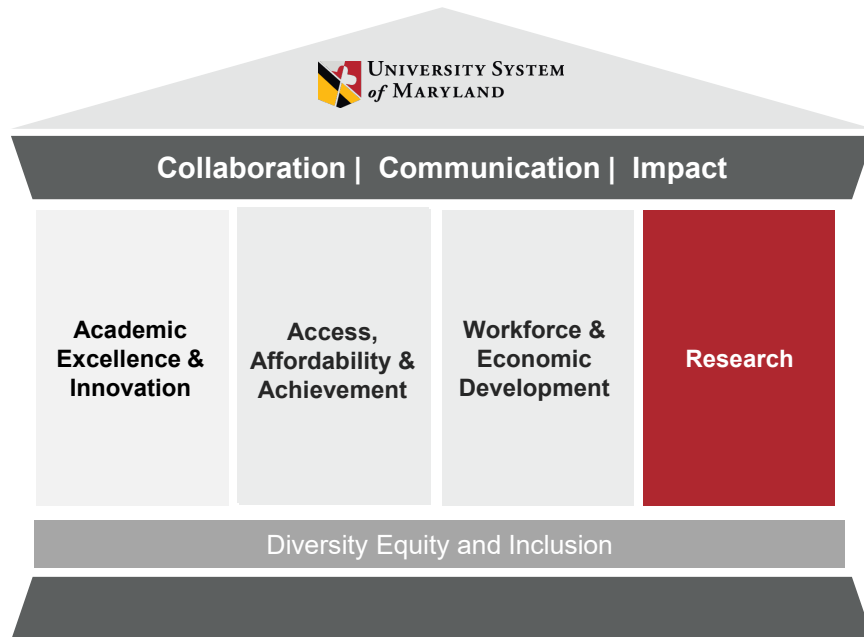 UNIVERSITY SYSTEM
of MARYLAND
Collaboration | Communication | Impact
Academic
Excellence &
Innovation
Access,
Affordability &
Achievement
Workforce &
Economic
Development
Research
Diversity Equity and Inclusion